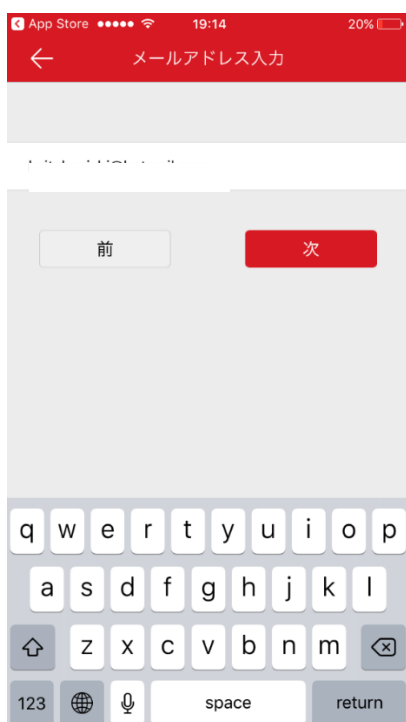 App Store 19:14 20%
メールアドレス入力
前 次
q w e r t y u i o p
a s d f g h j k l
z x c v b n m
123 space return